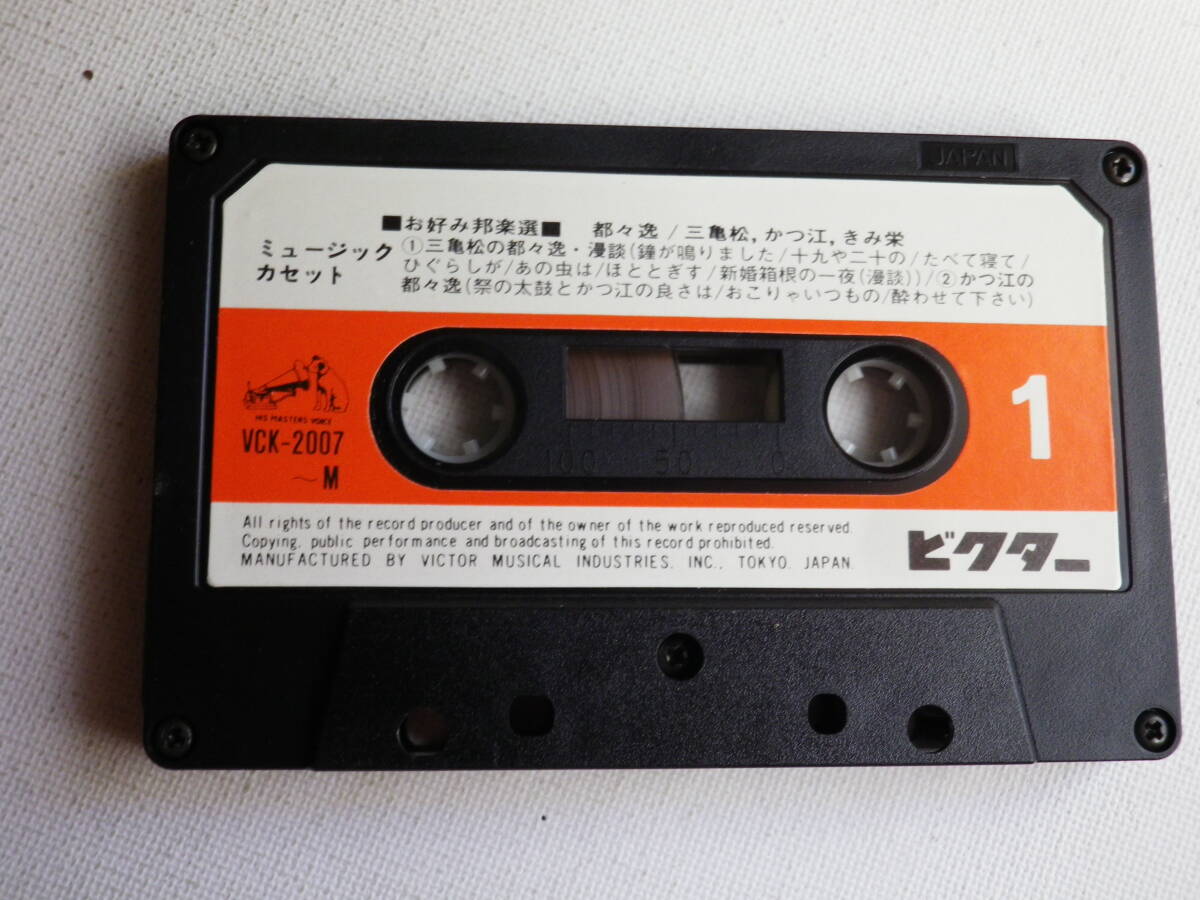 JAPAN
■お好み邦楽選■ 都々逸/三亀松,かつ江,きみ栄
ミュージック
カセット
①三亀松の都々逸・漫談(鐘が鳴りました/十九や二十の/たべて寝て/
ひぐらしが/あの虫は/ほととぎす/新婚箱根の一夜(漫談))/②かつ江の
都々逸(祭の太鼓とかつ江の良さは/おこりゃいつもの/酔わせて下さい)
HIS MASTERS VOICE
VCK-2007
~M
100 50 0
1
All rights of the record producer and of the owner of the work reproduced reserved.
Copying, public performance and broadcasting of this record prohibited.
MANUFACTURED BY VICTOR MUSICAL INDUSTRIES, INC., TOKYO, JAPAN.
ビクター